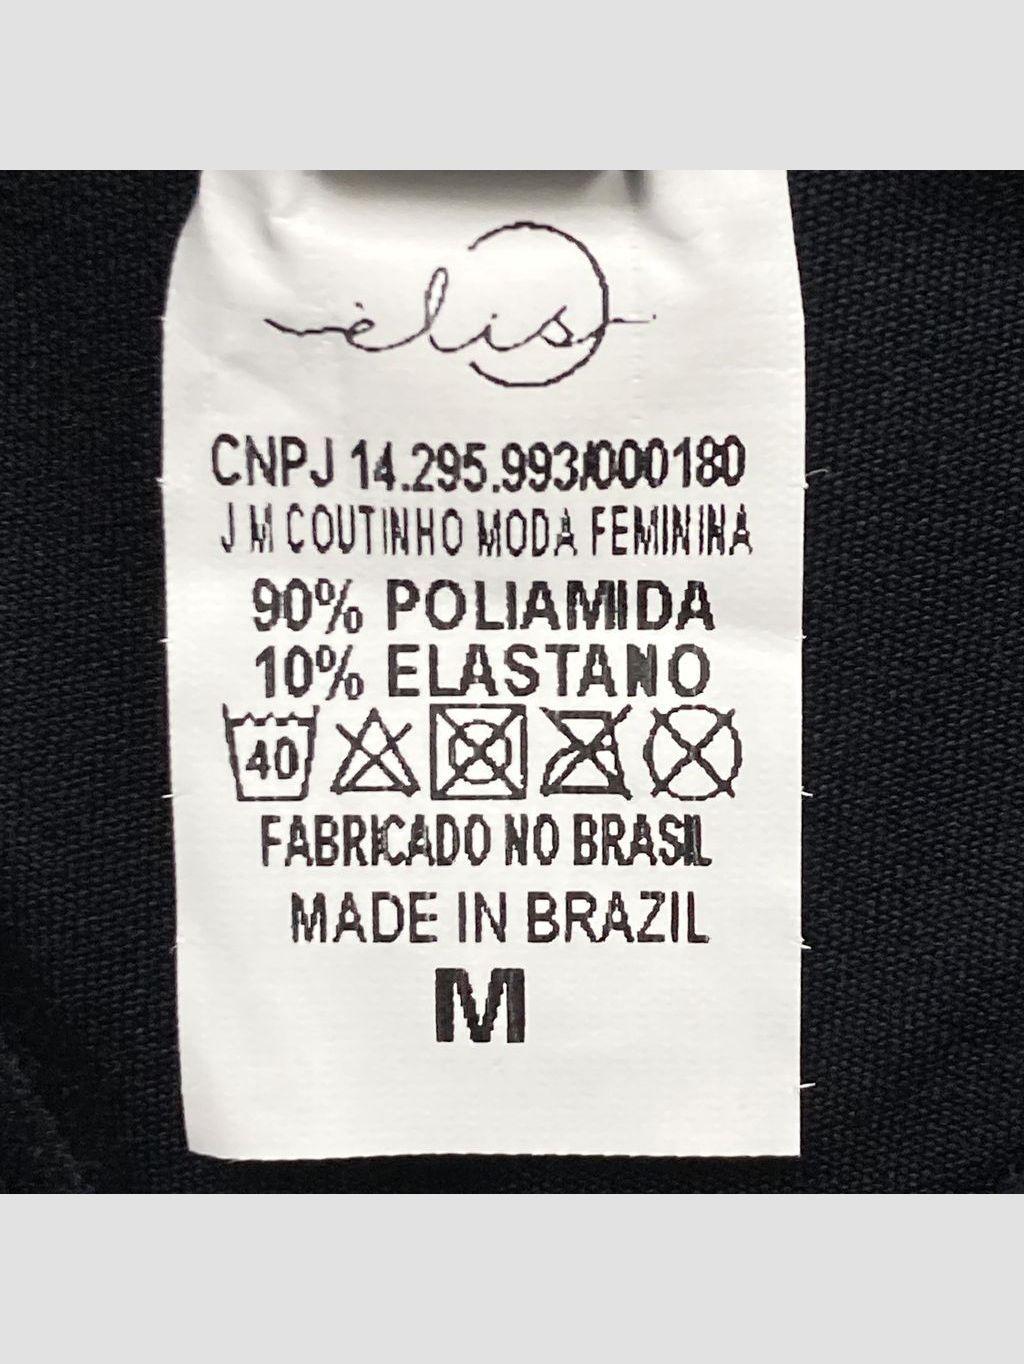 èlis
CNPJ 14.295.993/000180
J M COUTINHO MODA FEMININA
90% POLIAMIDA
10% ELASTANO
40
FABRICADO NO BRASIL
MADE IN BRAZIL
M